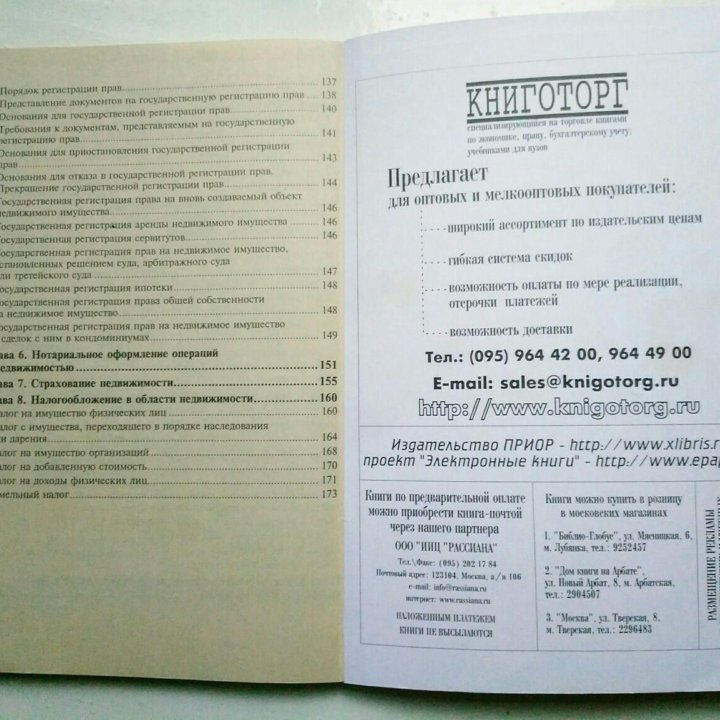 Порядок регистрации прав 137
Представление документов на государственную регистрацию прав 138
Основания для государственной регистрации прав 140
Требования к документам, представляемым на государственную
регистрацию прав 141
Основания для приостановления государственной регистрации
прав 143
Основания для отказа в государственной регистрации прав.
Прекращение государственной регистрации прав 144
Государственная регистрация права на вновь создаваемый объект
недвижимого имущества 146
Государственная регистрация аренды недвижимого имущества 146
Государственная регистрация сервитутов 146
Государственная регистрация прав на недвижимое имущество,
установленных решением суда, арбитражного суда
или третейского суда 147
Государственная регистрация ипотеки 148
Государственная регистрация права общей собственности
на недвижимое имущество 148
Государственная регистрация прав на недвижимое имущество
сделок с ним в кондоминиумах 149
ава 6. Нотариальное оформление операций
недвижимостью 151
ава 7. Страхование недвижимости 155
ава 8. Налогообложение в области недвижимости 160
алог на имущество физических лиц 160
алог с имущества, переходящего в порядке наследования
ли дарения 164
алог на имущество организаций 168
алог на добавленную стоимость 170
алог на доходы физических лиц 171
емельный налог 173
КНИГОТОРГ
специализирующийся на торговле книгами
по экономике, праву, бухгалтерскому учету,
учебниками для вузов
Предлагает
для оптовых и мелкооптовых покупателей:
широкий ассортимент по издательским ценам
гибкая система скидок
возможность оплаты по мере реализации,
отсрочки платежей
возможность доставки
Тел.: (095) 964 42 00, 964 49 00
E-mail: sales@knigotorg.ru
http://www.knigotorg.ru
Издательство ПРИОР - http://www.xlibris.r
проект "Электронные книги" - http://www.epap
Книги по предварительной оплате
можно приобрести книга-почтой
через нашего партнера
ООО "ИИЦ "РАССИАНА"
Тел.\Факс: (095) 202 17 84
Почтовый адрес: 123104, Москва, а/я 106
e-mail: info@rassiana.ru
интернет: www.rassiana.ru
НАЛОЖЕННЫМ ПЛАТЕЖОМ
КНИГИ НЕ ВЫСЫЛАЮТСЯ
Книги можно купить в розницу
в московских магазинах
1. "Библио-Глобус", ул. Мясницкая, 6,
м. Лубянка, тел.: 9252457
2. "Дом книги на Арбате",
ул. Новый Арбат, 8, м. Арбатская,
тел.: 2904507
3. "Москва", ул. Тверская, 8,
м. Тверская, тел.: 2296483
РАЗМЕЩЕНИЕ РЕКЛАМЫ